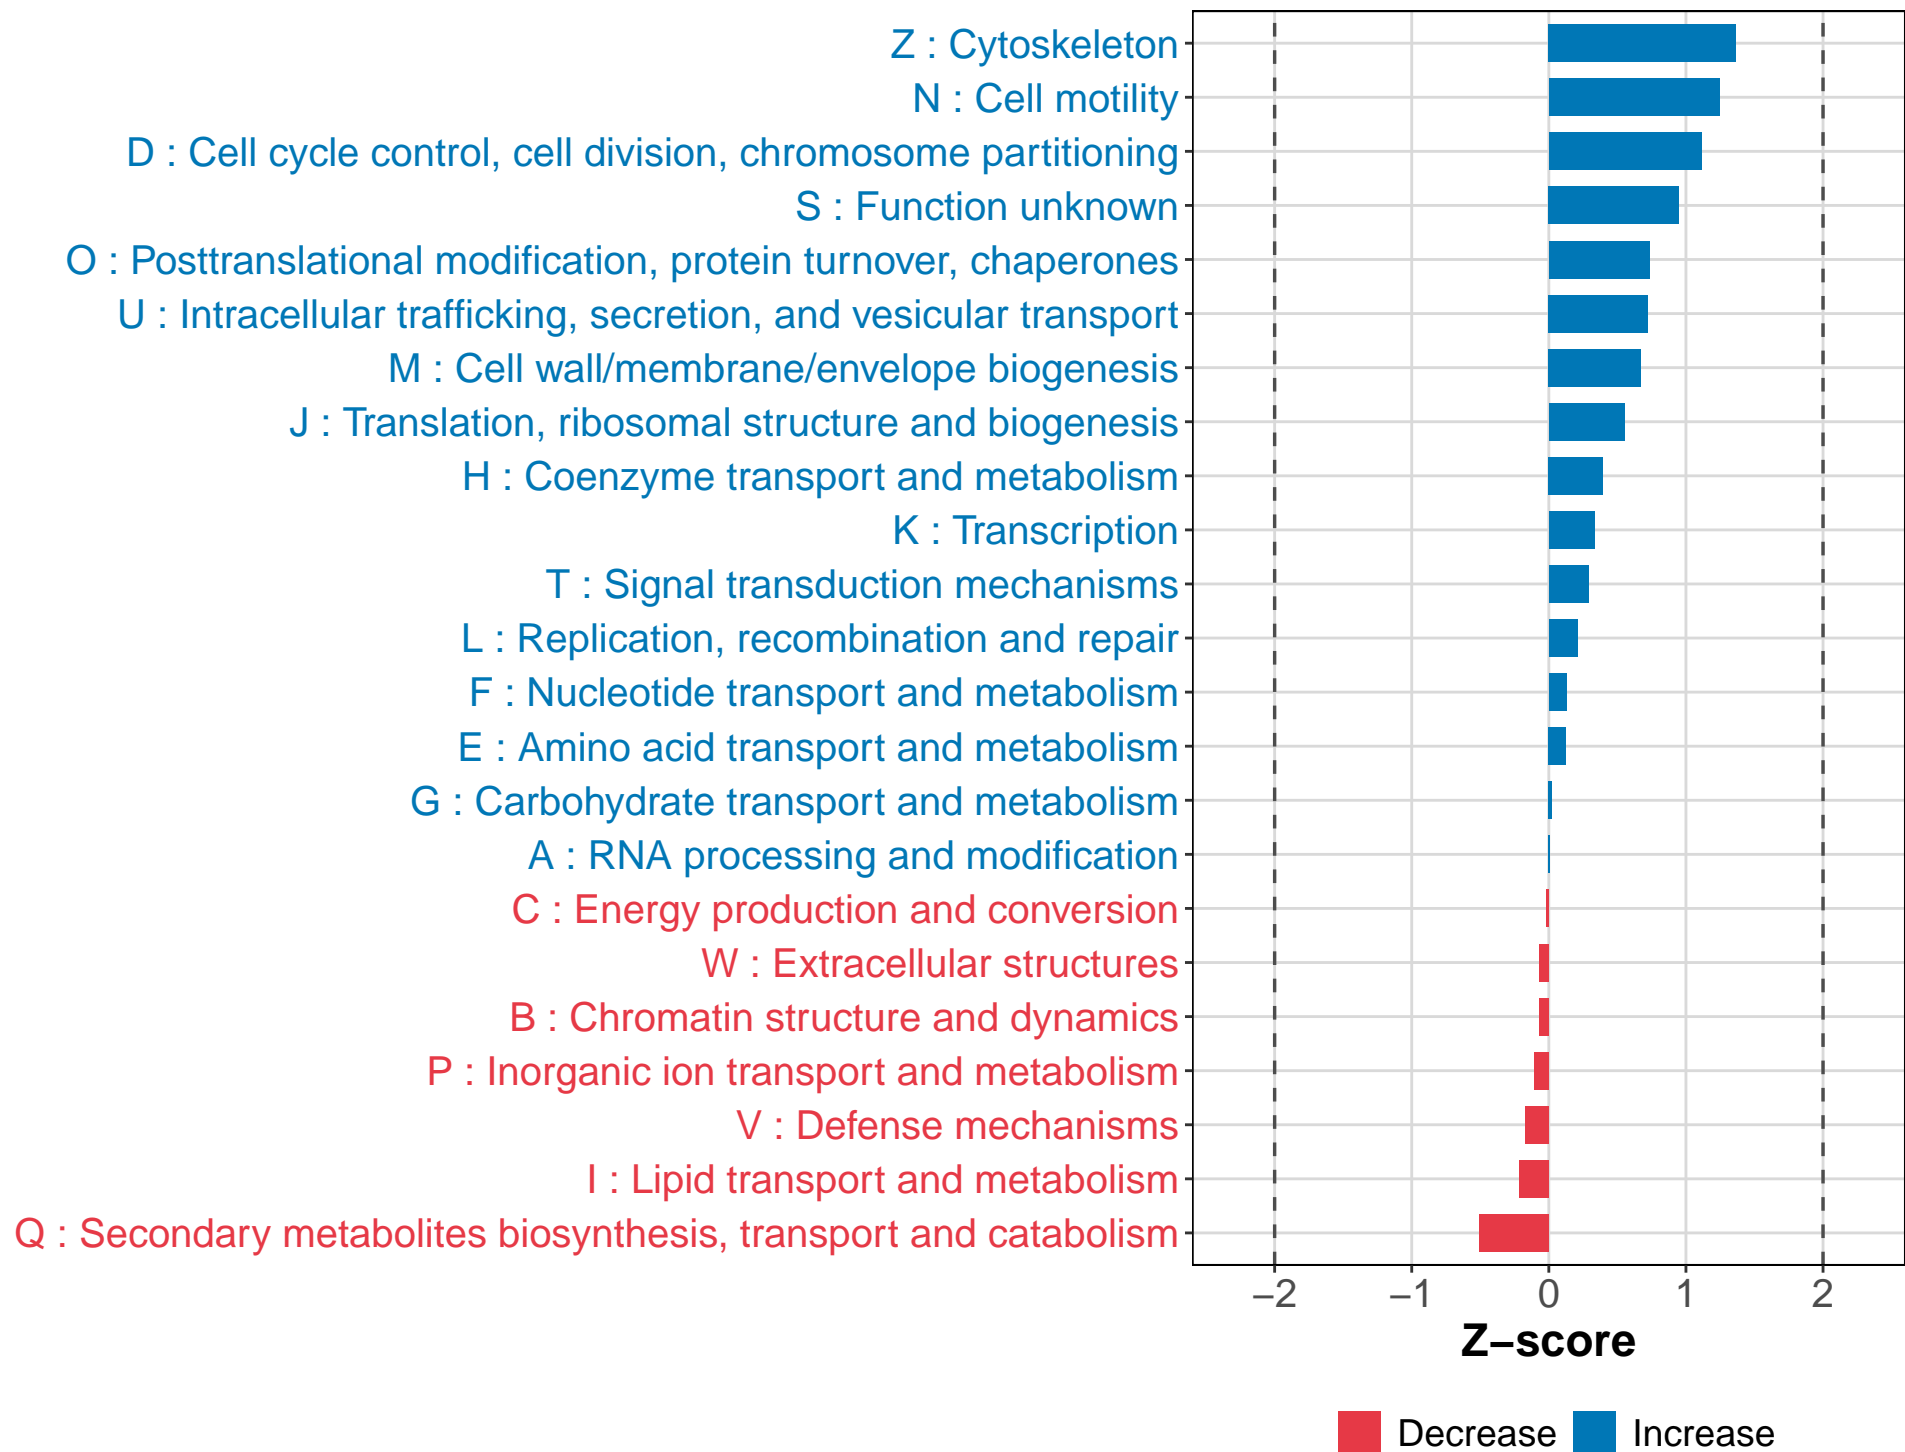 Z : Cytoskeleton
N : Cell motility
D : Cell cycle control, cell division, chromosome partitioning
S : Function unknown
O : Posttranslational modification, protein turnover, chaperones
U : Intracellular trafficking, secretion, and vesicular transport
M : Cell wall/membrane/envelope biogenesis
J : Translation, ribosomal structure and biogenesis
H : Coenzyme transport and metabolism
K : Transcription
T : Signal transduction mechanisms
L : Replication, recombination and repair
F : Nucleotide transport and metabolism
E : Amino acid transport and metabolism
G : Carbohydrate transport and metabolism
A : RNA processing and modification
C : Energy production and conversion
W : Extracellular structures
B : Chromatin structure and dynamics
P : Inorganic ion transport and metabolism
V : Defense mechanisms
I : Lipid transport and metabolism
Q : Secondary metabolites biosynthesis, transport and catabolism
−2 −1 0 1 2
Z−score
Decrease Increase